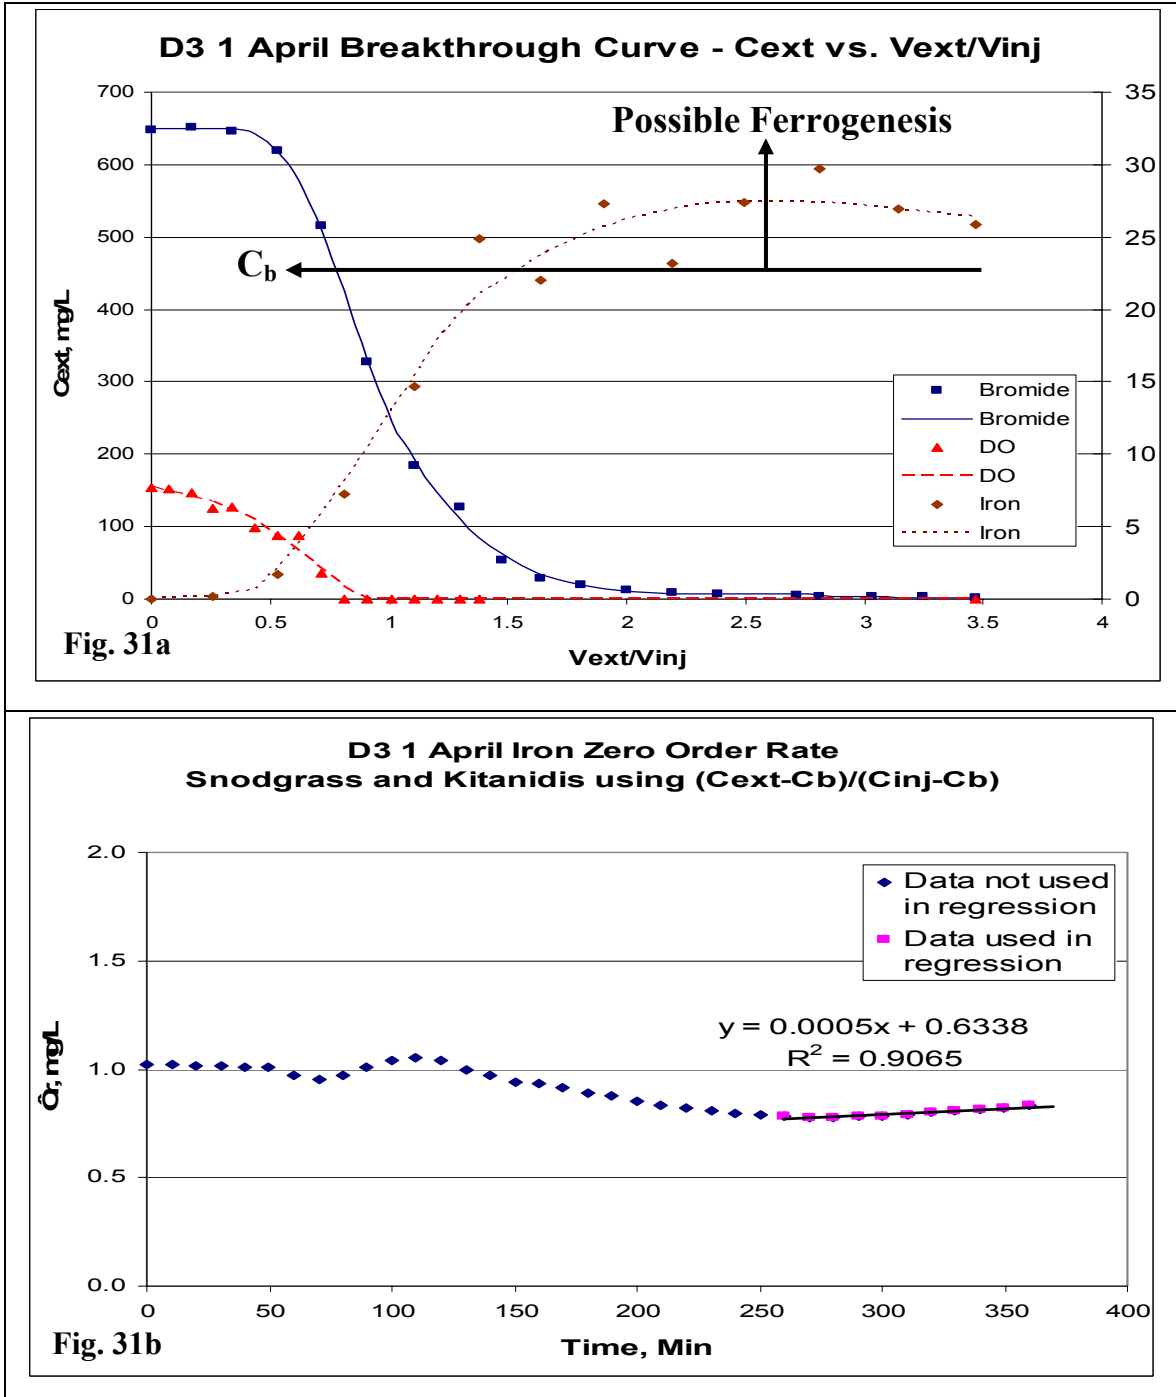 D3 1 April Breakthrough Curve - Cext vs. Vext/Vinj
700
600
500
400
300
200
100
0
35
30
25
20
15
10
5
0
Possible Ferrogenesis
C_b
Cext, mg/L
Bromide
Bromide
DO
DO
Iron
Iron
0 0.5 1 1.5 2 2.5 3 3.5 4
Vext/Vinj
Fig. 31a
D3 1 April Iron Zero Order Rate
Snodgrass and Kitanidis using (Cext-Cb)/(Cinj-Cb)
2.0
1.5
1.0
0.5
0.0
Ôr, mg/L
Data not used
in regression
Data used in
regression
y = 0.0005x + 0.6338
R² = 0.9065
0 50 100 150 200 250 300 350 400
Time, Min
Fig. 31b